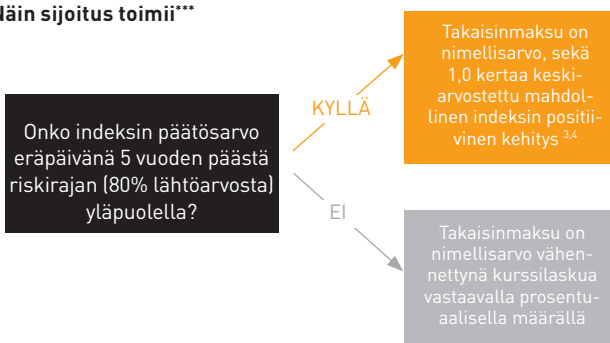 Näin sijoitus toimii***
Onko indeksin päätösarvo
eräpäivänä 5 vuoden päästä
riskirajan (80% lähtöarvosta)
yläpuolella?
KYLLÄ
Takaisinmaksu on
nimellisarvo, sekä
1,0 kertaa keski-
arvostettu mahdol-
linen indeksin positii-
vinen kehitys 3,4
EI
Takaisinmaksu on
nimellisarvo vähen-
nettynä kurssilaskua
vastaavalla prosentu-
aalisella määrällä